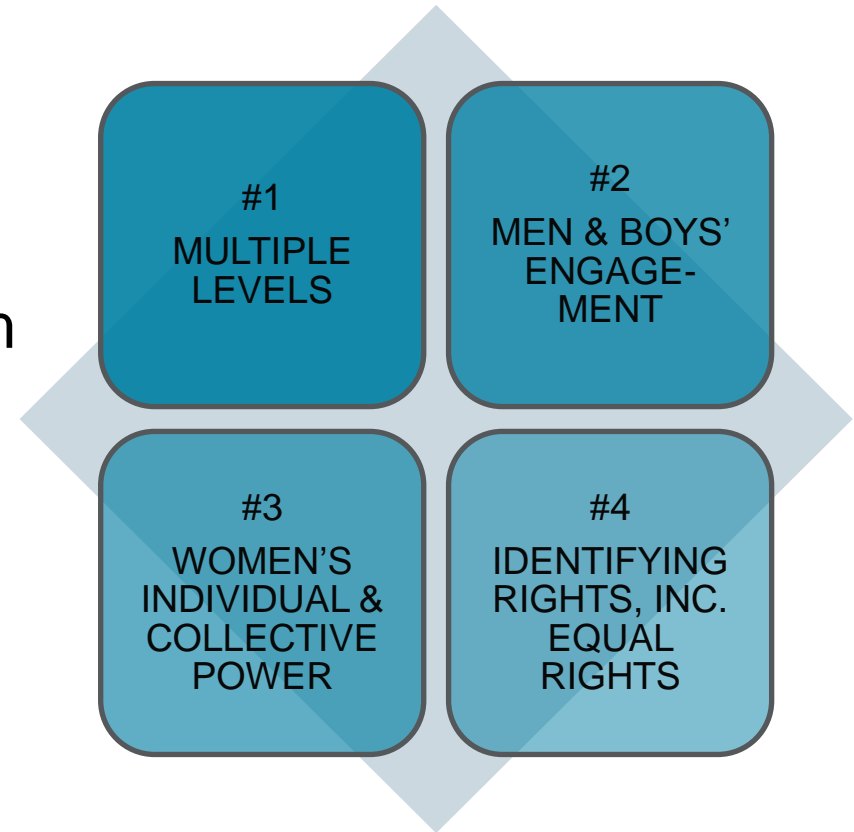 n
#1
MULTIPLE
LEVELS
#2
MEN & BOYS’
ENGAGE-
MENT
#3
WOMEN’S
INDIVIDUAL &
COLLECTIVE
POWER
#4
IDENTIFYING
RIGHTS, INC.
EQUAL
RIGHTS